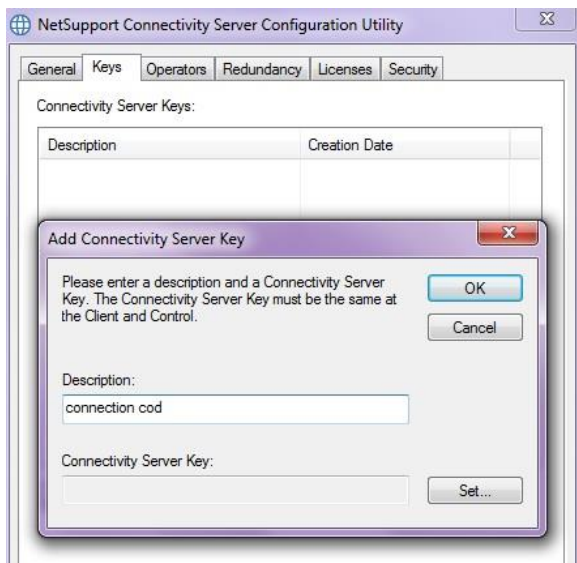 NetSupport Connectivity Server Configuration Utility
General Keys Operators Redundancy Licenses Security
Connectivity Server Keys:
Description Creation Date
Add Connectivity Server Key
Please enter a description and a Connectivity Server
Key. The Connectivity Server Key must be the same at
the Client and Control.
OK
Cancel
Description:
connection cod
Connectivity Server Key:
Set...